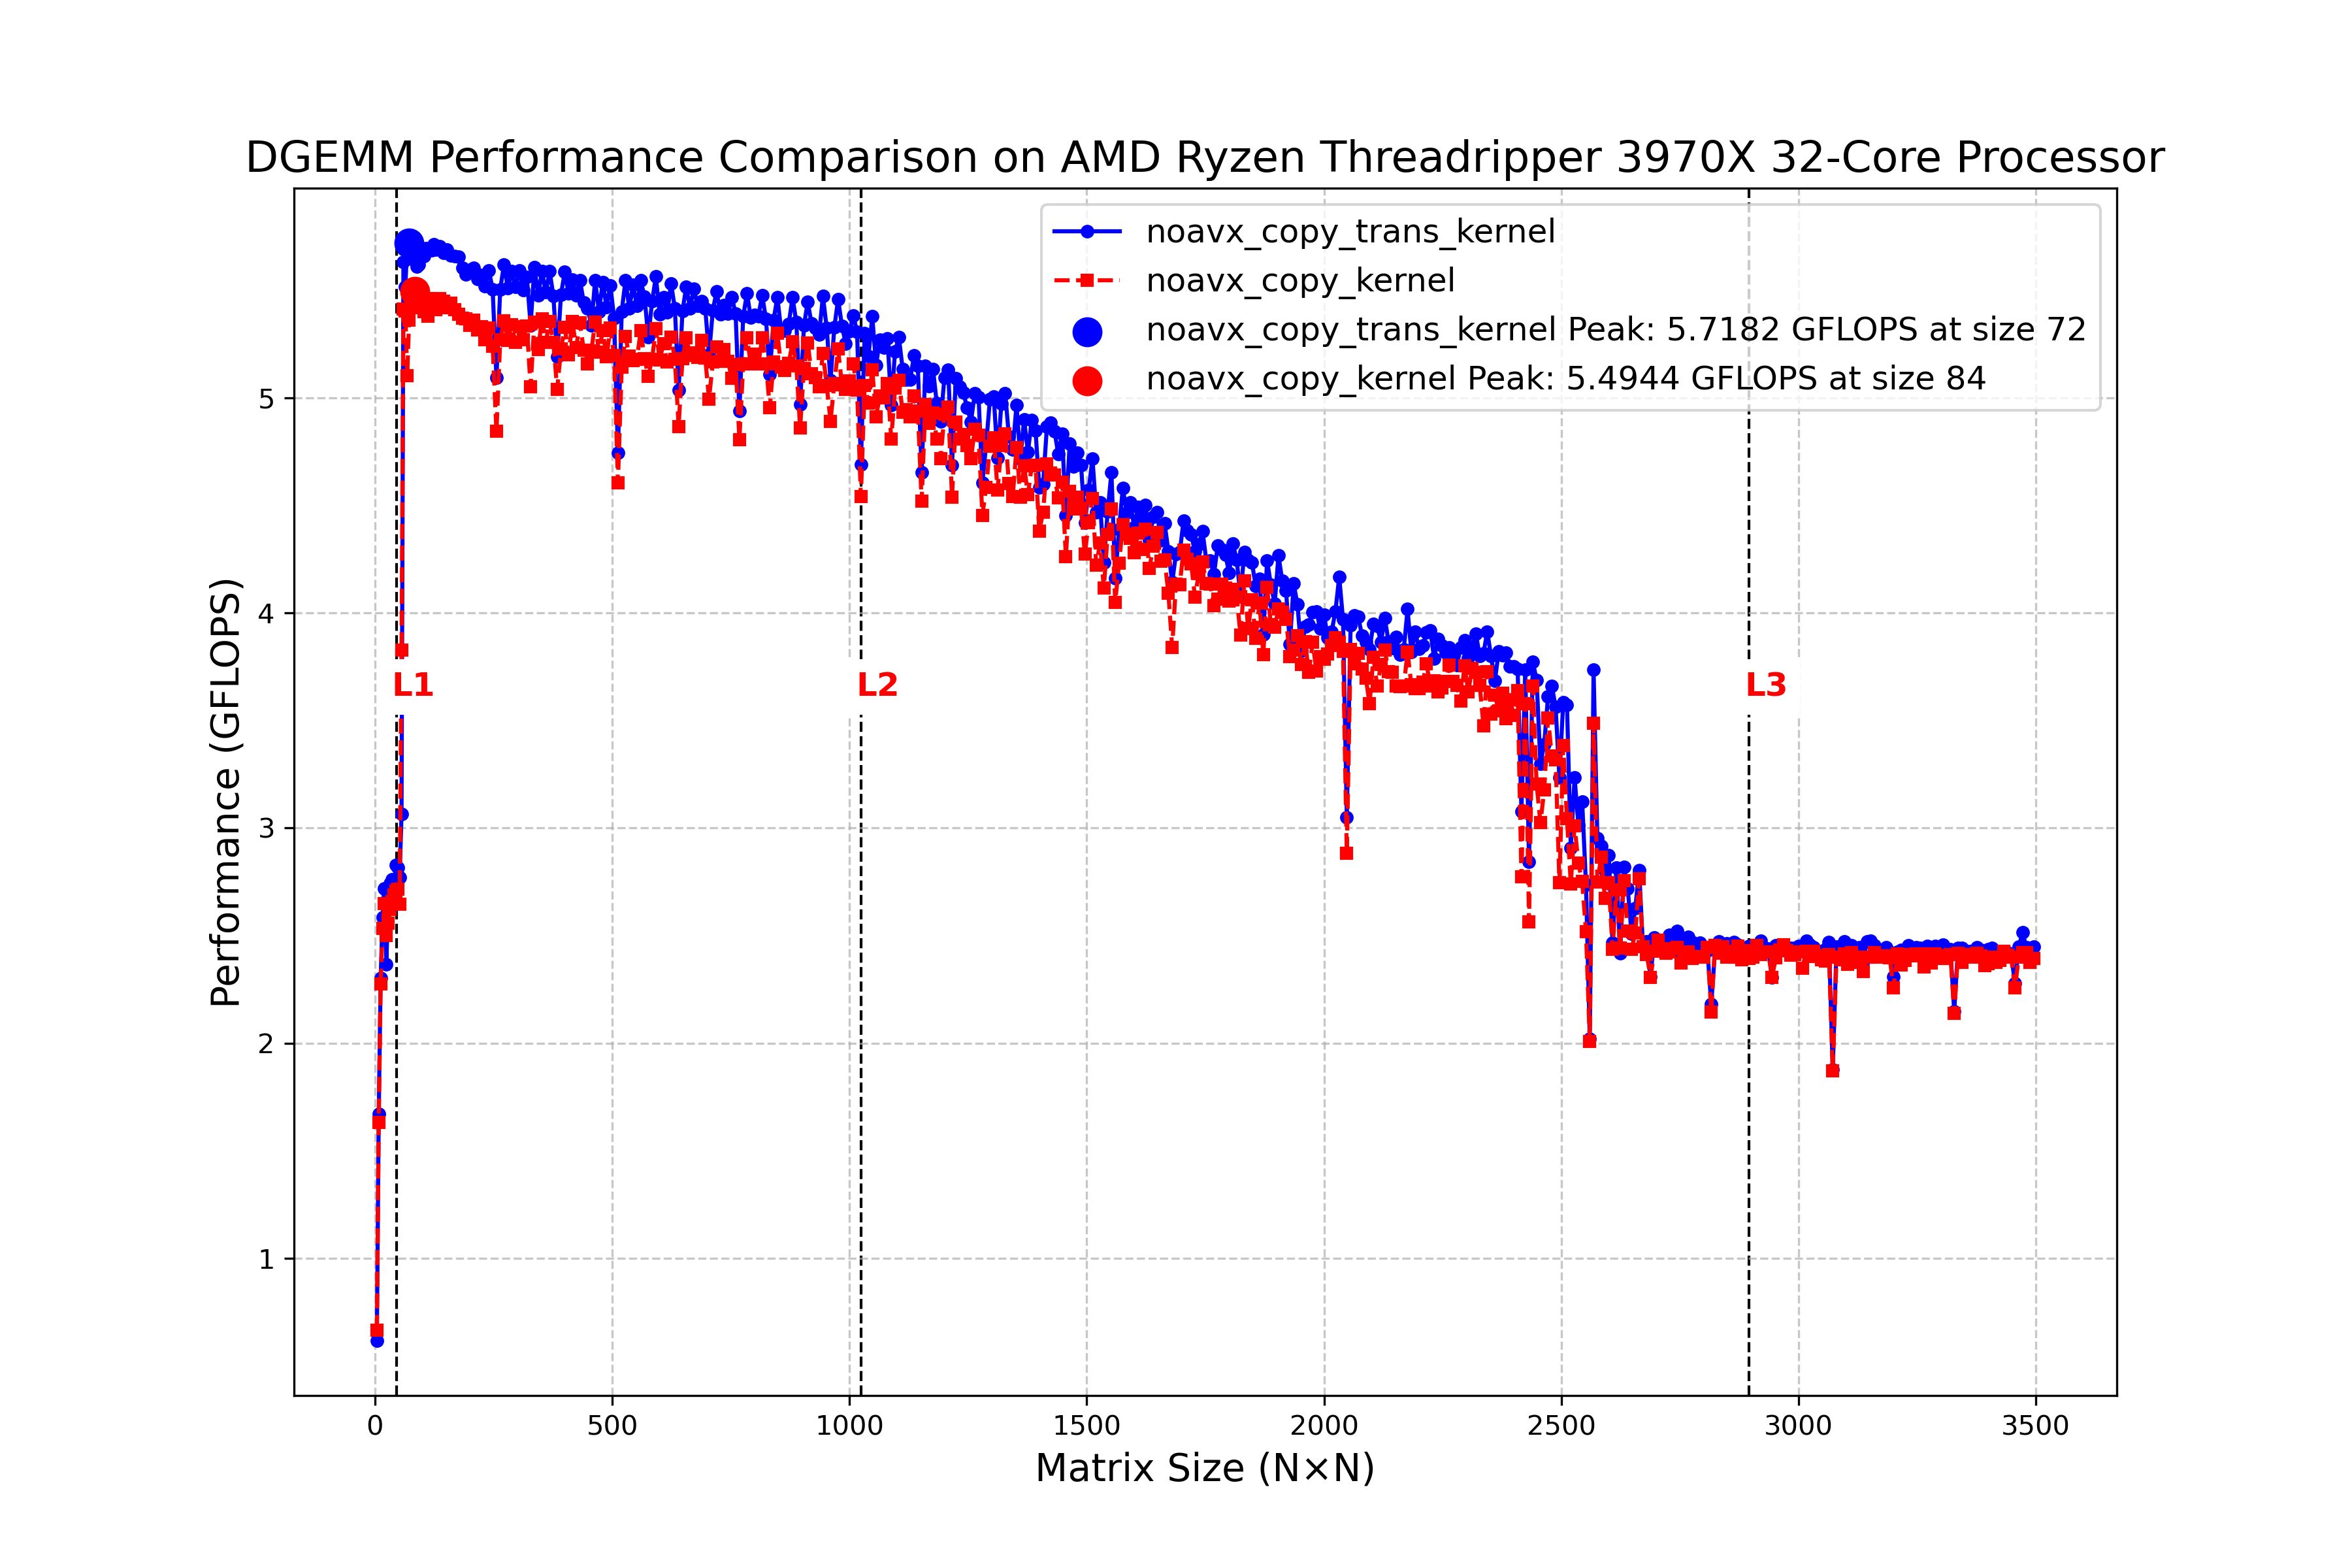 DGEMM Performance Comparison on AMD Ryzen Threadripper 3970X 32-Core Processor
noavx_copy_trans_kernel
noavx_copy_kernel
noavx_copy_trans_kernel Peak: 5.7182 GFLOPS at size 72
noavx_copy_kernel Peak: 5.4944 GFLOPS at size 84
Performance (GFLOPS)
5
4
3
2
1
L1
L2
L3
0
500
1000
1500
2000
2500
3000
3500
Matrix Size (N×N)